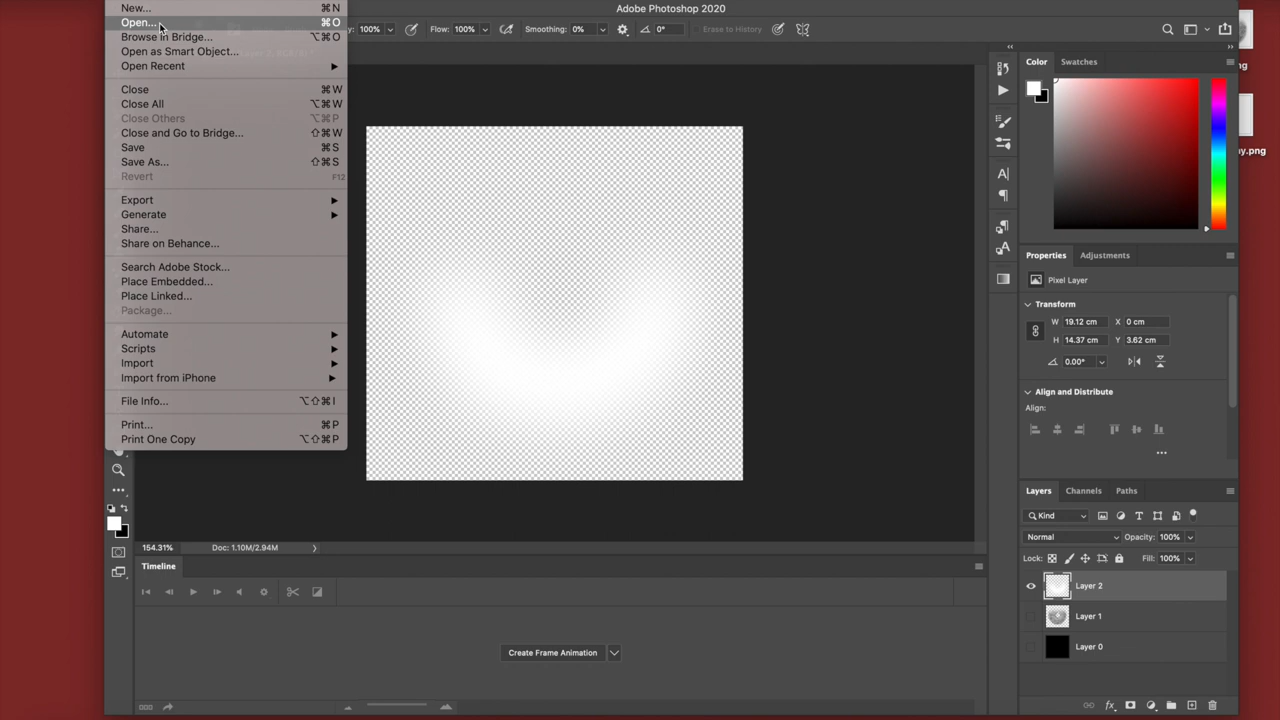 Adobe Photoshop 2020
New... ⌘N
Open... ⌘O
Browse in Bridge... ⌥⌘O
Open as Smart Object...
Open Recent
Close ⌘W
Close All ⌥⌘W
Close Others ⌥⌘P
Close and Go to Bridge... ⇧⌘W
Save ⌘S
Save As... ⇧⌘S
Revert F12
Export
Generate
Share...
Share on Behance...
Search Adobe Stock...
Place Embedded...
Place Linked...
Package...
Automate
Scripts
Import
Import from iPhone
File Info... ⌥⇧⌘I
Print... ⌘P
Print One Copy ⌥⇧⌘P
100% Flow: 100% Smoothing: 0% 0° Erase to History
154.31% Doc: 1.10M/2.94M
Timeline
Create Frame Animation
Color Swatches
Properties Adjustments
Pixel Layer
Transform
W 19.12 cm X 0 cm
H 14.37 cm Y 3.62 cm
0.00°
Align and Distribute
Align:
Layers Channels Paths
Kind
Normal Opacity: 100%
Lock: Fill: 100%
Layer 2
Layer 1
Layer 0
ng
ny.png